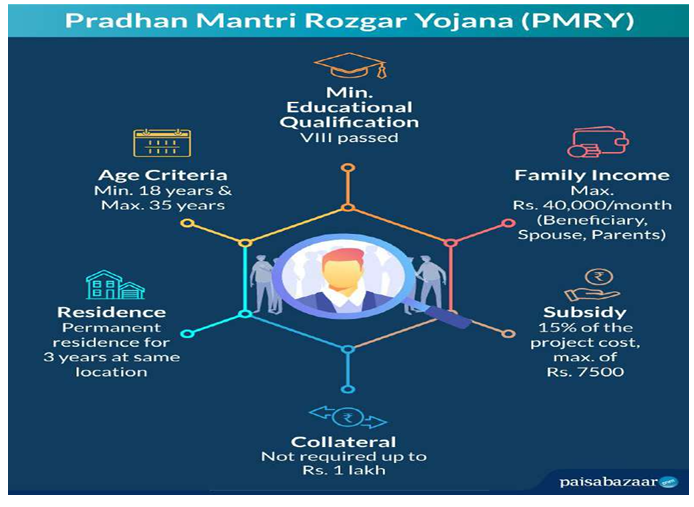 Pradhan Mantri Rozgar Yojana (PMRY)
Min.
Educational
Qualification
VIII passed
Age Criteria
Min. 18 years &
Max. 35 years
Family Income
Max.
Rs. 40,000/month
(Beneficiary,
Spouse, Parents)
Residence
Permanent
residence for
3 years at same
location
₹
Subsidy
15% of the
project cost,
max. of
Rs. 7500
₹
Collateral
Not required up to
Rs. 1 lakh
paisabazaar